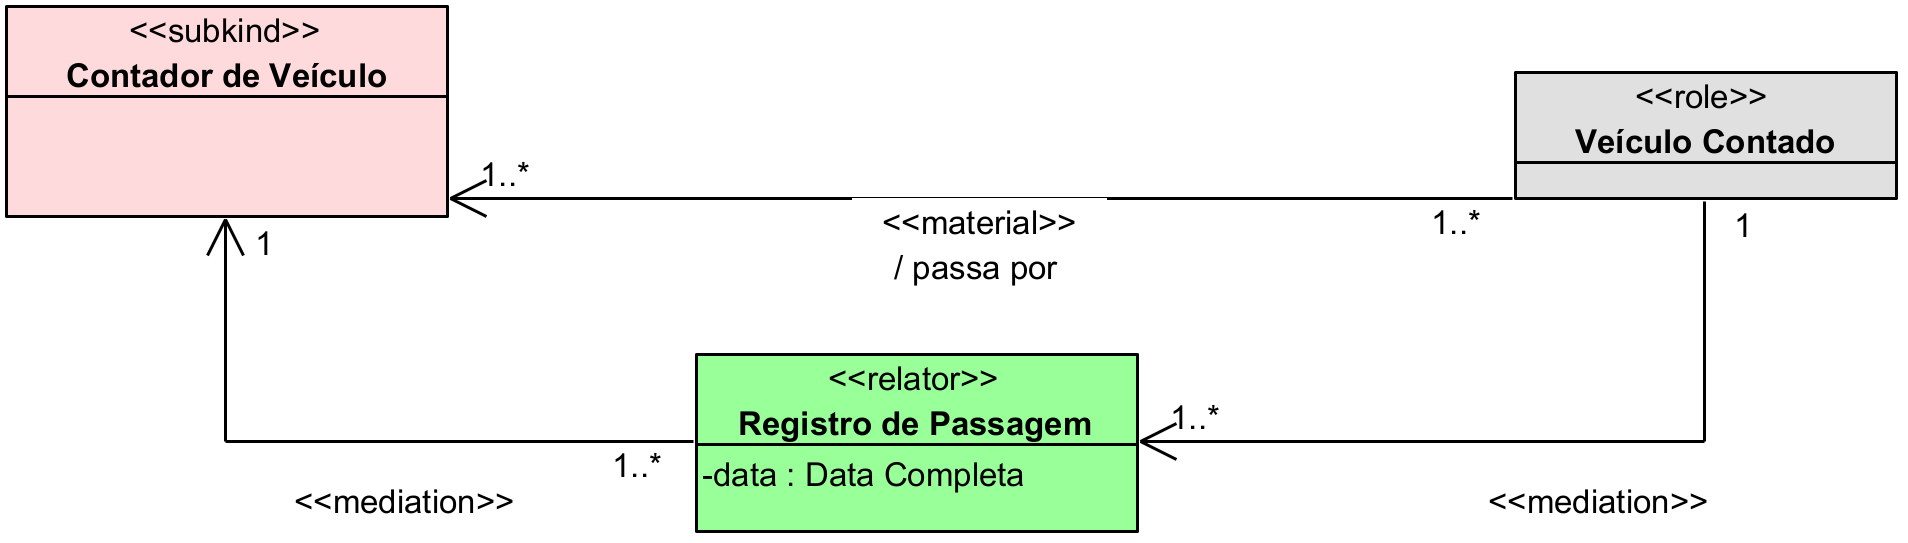 <<subkind>>
Contador de Veículo
<<role>>
Veículo Contado
1..*
<<material>>
/ passa por
1..*
1
1
<<relator>>
Registro de Passagem
-data : Data Completa
1..*
1..*
<<mediation>>
<<mediation>>